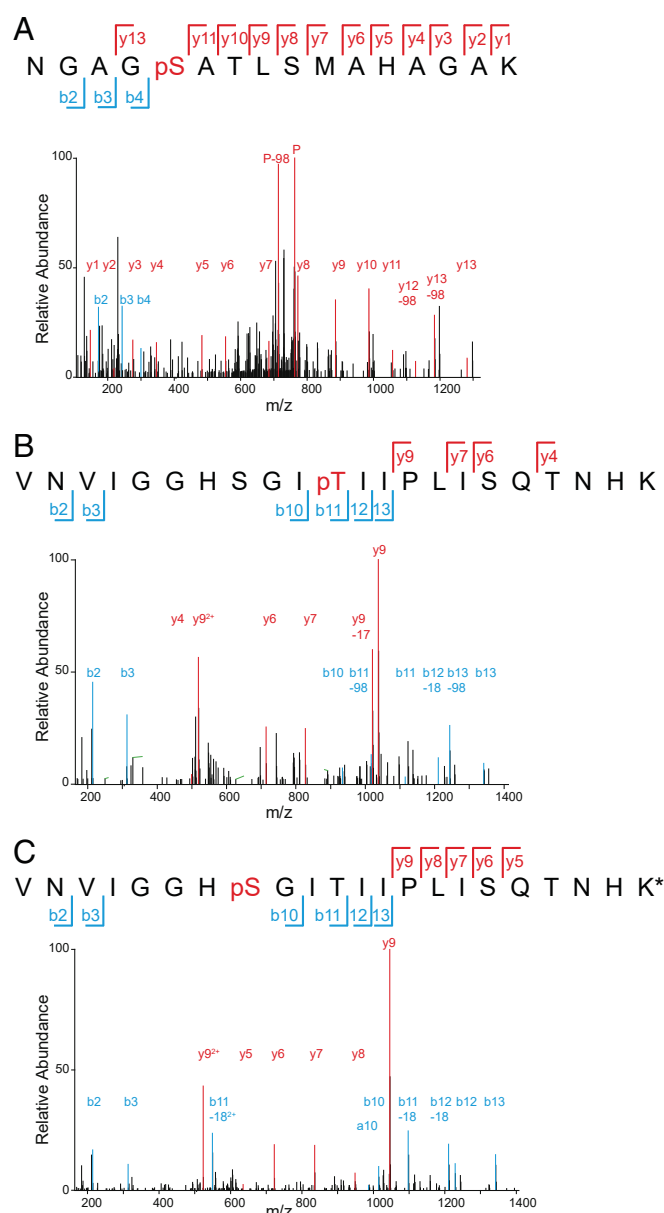 A
y13 y11 y10 y9 y8 y7 y6 y5 y4 y3 y2 y1
N G A G pS A T L S M A H A G A K
b2 b3 b4
100
P-98 P
50
y1 y2 y3 y4 y5 y6 y7 y8 y9 y10 y11 y12 -98 y13 -98 y13
b2 b3 b4
0
Relative Abundance
200 400 600 800 1000 1200
m/z
B
y9 y7 y6 y4
V N V I G G H S G I pT I I P L I S Q T N H K
b2 b3 b10 b11 12 13
100
y9
y4 y9²⁺ y6 y7 y9 -17
50
b2 b3 b10 b11 -98 b11 b12 -18 b13 -98 b13
0
Relative Abundance
200 400 600 800 1000 1200 1400
m/z
C
y9 y8 y7 y6 y5
V N V I G G H pS G I T I I P L I S Q T N H K*
b2 b3 b10 b11 12 13
100
y9
y9²⁺ y5 y6 y7 y8
50
b2 b3 b11 -18²⁺ a10 b10 b11 -18 b12 -18 b12 b13
0
Relative Abundance
200 400 600 800 1000 1200 1400
m/z